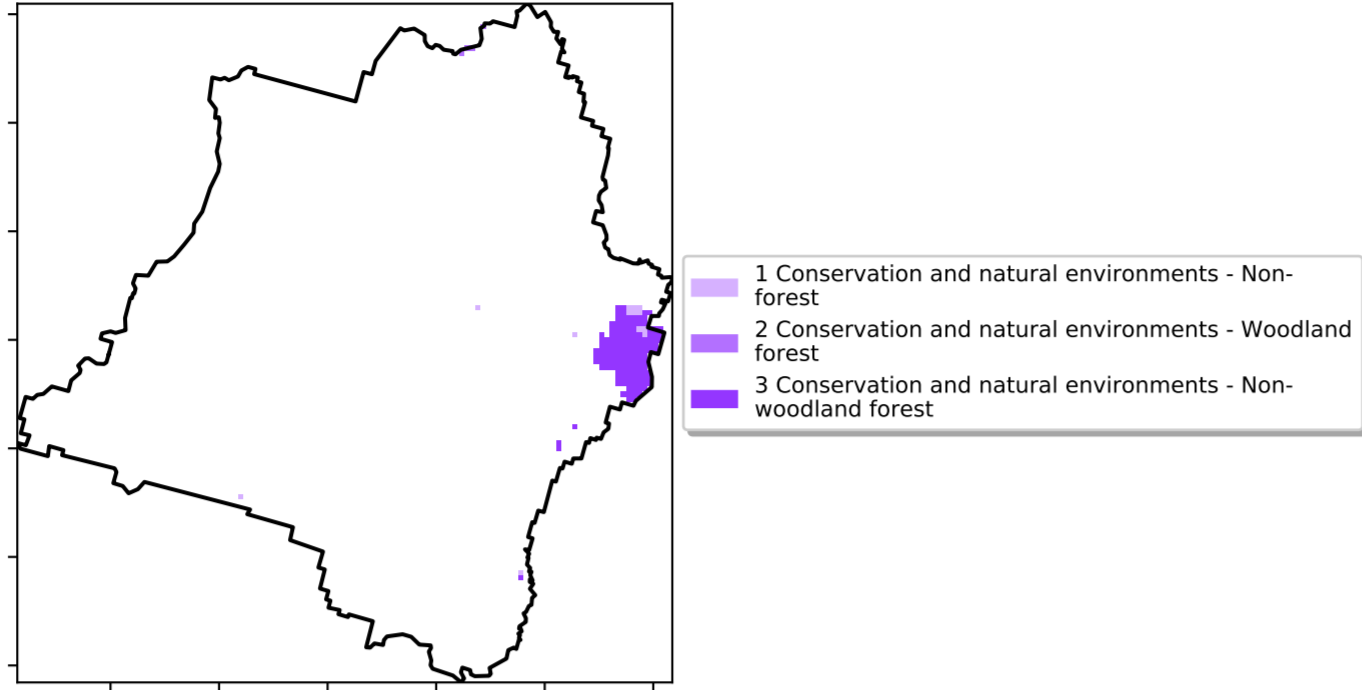 1 Conservation and natural environments - Non-
forest
2 Conservation and natural environments - Woodland
forest
3 Conservation and natural environments - Non-
woodland forest